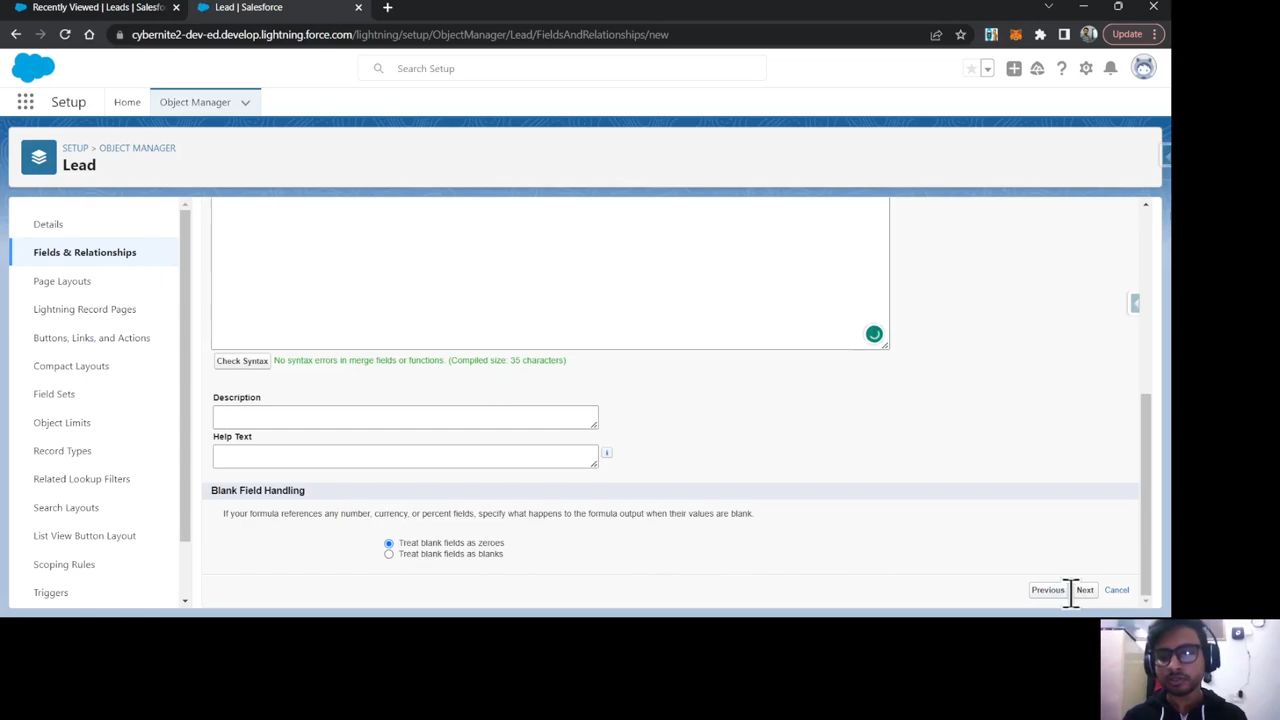 Recently Viewed | Leads | Salesfo
Lead | Salesforce
cybernite2-dev-ed.develop.lightning.force.com/lightning/setup/ObjectManager/Lead/FieldsAndRelationships/new
Update
Search Setup
Setup
Home
Object Manager
SETUP > OBJECT MANAGER
Lead
Details
Fields & Relationships
Page Layouts
Lightning Record Pages
Buttons, Links, and Actions
Compact Layouts
Field Sets
Object Limits
Record Types
Related Lookup Filters
Search Layouts
List View Button Layout
Scoping Rules
Triggers
Check Syntax
No syntax errors in merge fields or functions. (Compiled size: 35 characters)
Description
Help Text
i
Blank Field Handling
If your formula references any number, currency, or percent fields, specify what happens to the formula output when their values are blank.
Treat blank fields as zeroes
Treat blank fields as blanks
Previous
Next
Cancel